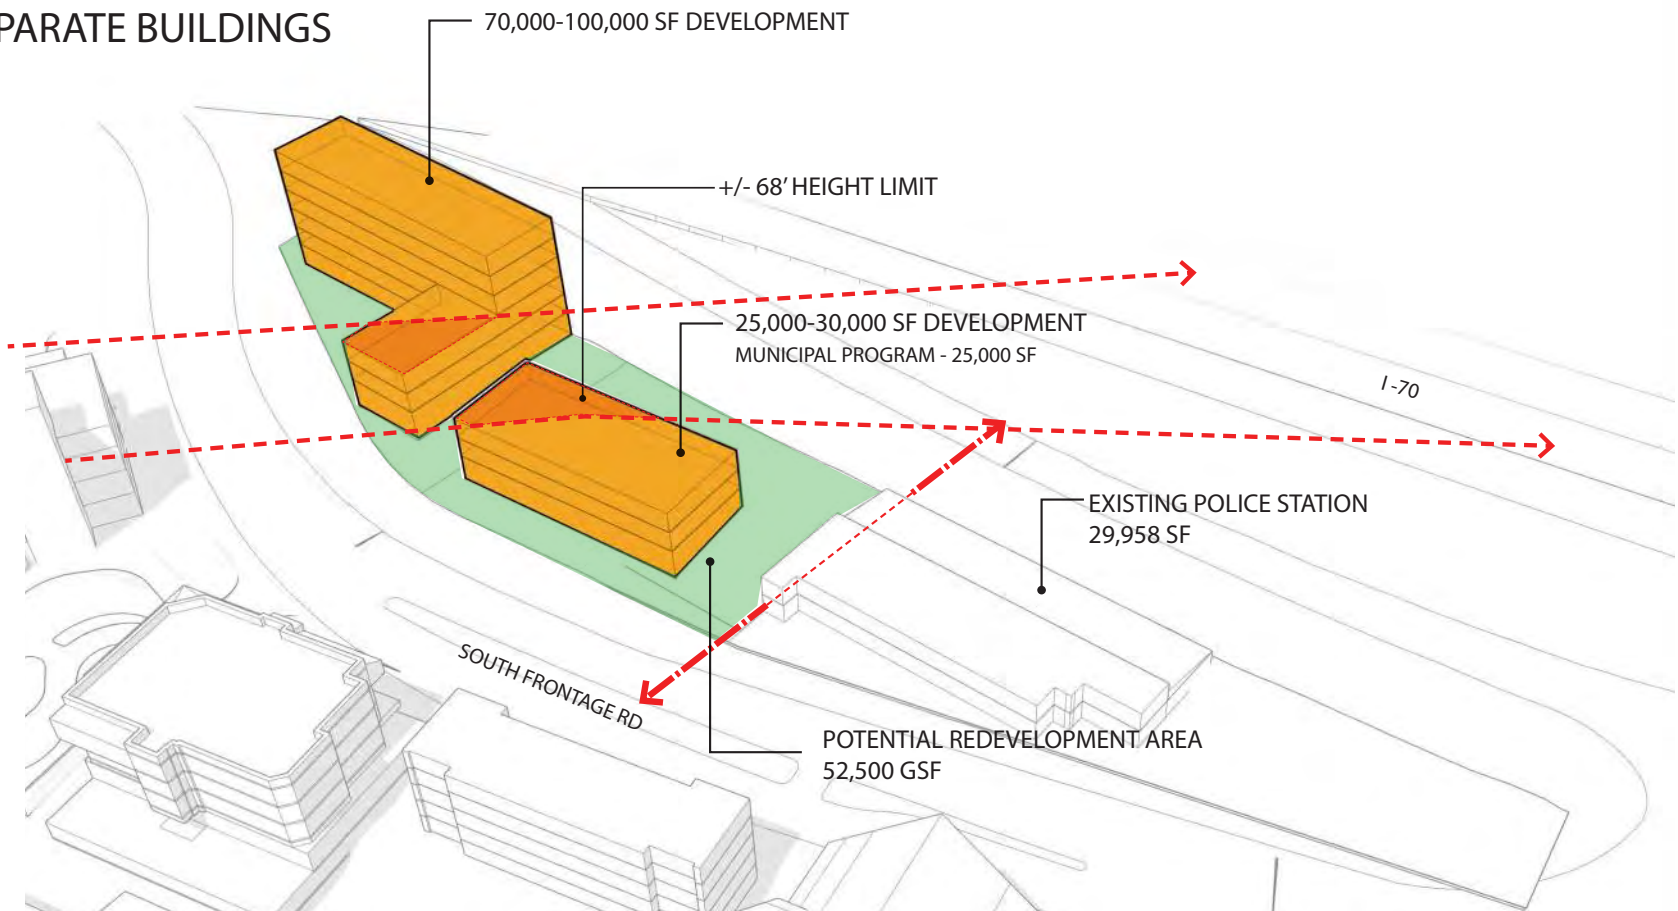 PARATE BUILDINGS
70,000-100,000 SF DEVELOPMENT
+/- 68' HEIGHT LIMIT
25,000-30,000 SF DEVELOPMENT
MUNICIPAL PROGRAM - 25,000 SF
I -70
EXISTING POLICE STATION
29,958 SF
SOUTH FRONTAGE RD
POTENTIAL REDEVELOPMENT AREA
52,500 GSF